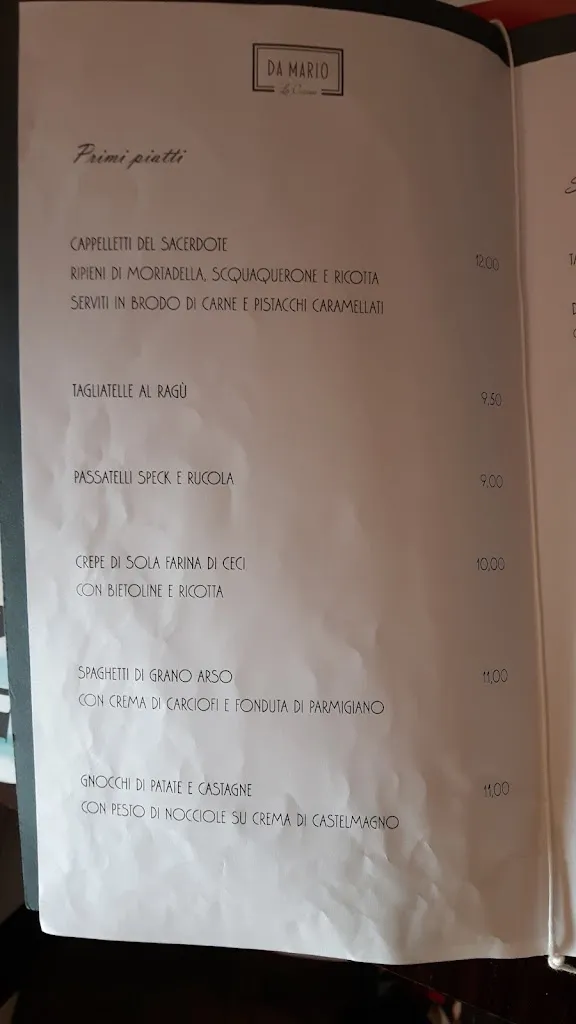 DA MARIO
La Cucina
Primi piatti
CAPPELLETTI DEL SACERDOTE
RIPIENI DI MORTADELLA, SCQUAQUERONE E RICOTTA
SERVITI IN BRODO DI CARNE E PISTACCHI CARAMELLATI
12,00
TAGLIATELLE AL RAGÙ
9,50
PASSATELLI SPECK E RUCOLA
9,00
CREPE DI SOLA FARINA DI CECI
CON BIETOLINE E RICOTTA
10,00
SPAGHETTI DI GRANO ARSO
CON CREMA DI CARCIOFI E FONDUTA DI PARMIGIANO
11,00
GNOCCHI DI PATATE E CASTAGNE
CON PESTO DI NOCCIOLE SU CREMA DI CASTELMAGNO
11,00